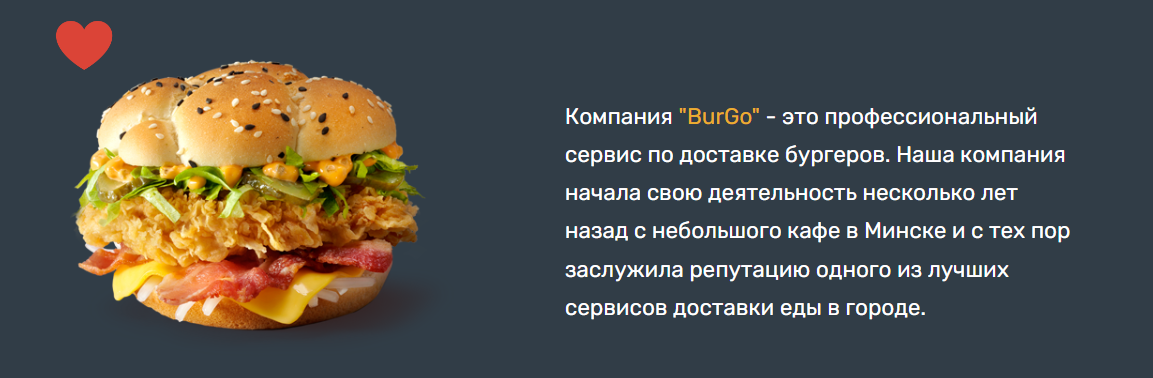 Компания "BurGo" - это профессиональный
сервис по доставке бургеров. Наша компания
начала свою деятельность несколько лет
назад с небольшого кафе в Минске и с тех пор
заслужила репутацию одного из лучших
сервисов доставки еды в городе.